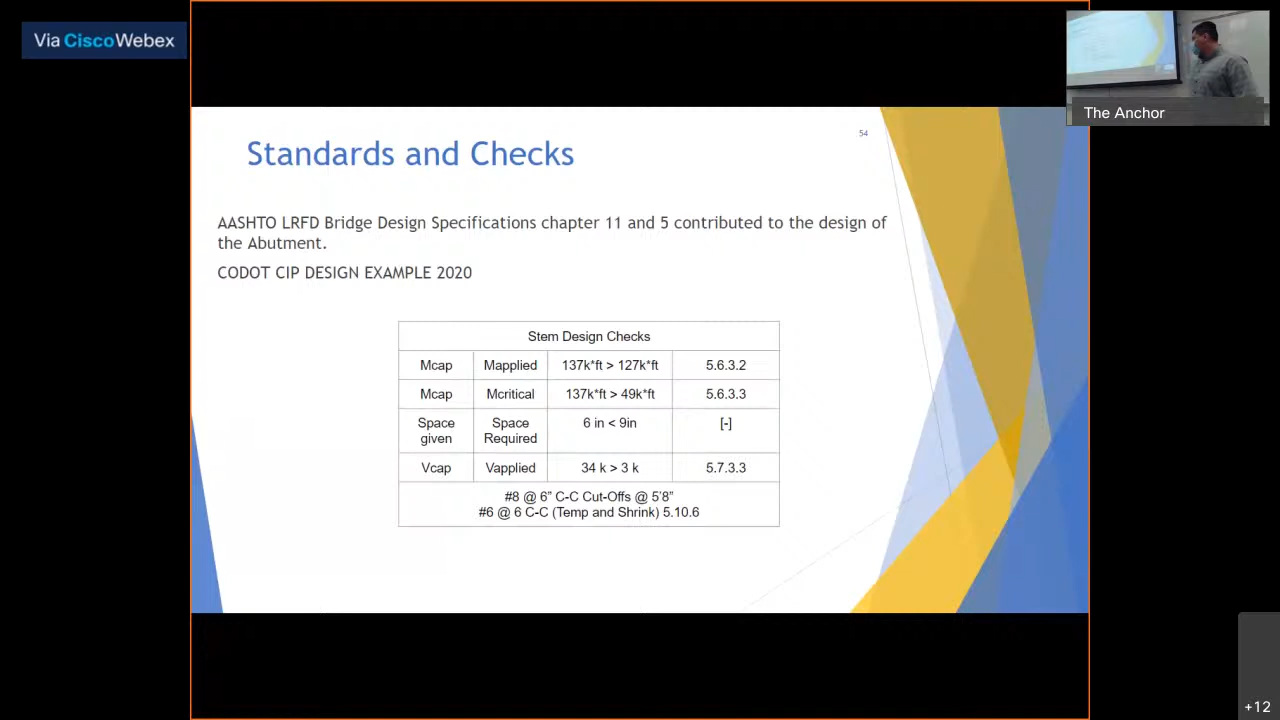 Via CiscoWebex
The Anchor
54
Standards and Checks
AASHTO LRFD Bridge Design Specifications chapter 11 and 5 contributed to the design of
the Abutment.
CODOT CIP DESIGN EXAMPLE 2020
Stem Design Checks
Mcap Mapplied 137k*ft > 127k*ft 5.6.3.2
Mcap Mcritical 137k*ft > 49k*ft 5.6.3.3
Space given Space Required 6 in < 9in [-]
Vcap Vapplied 34 k > 3 k 5.7.3.3
#8 @ 6” C-C Cut-Offs @ 5’8”
#6 @ 6 C-C (Temp and Shrink) 5.10.6
+12